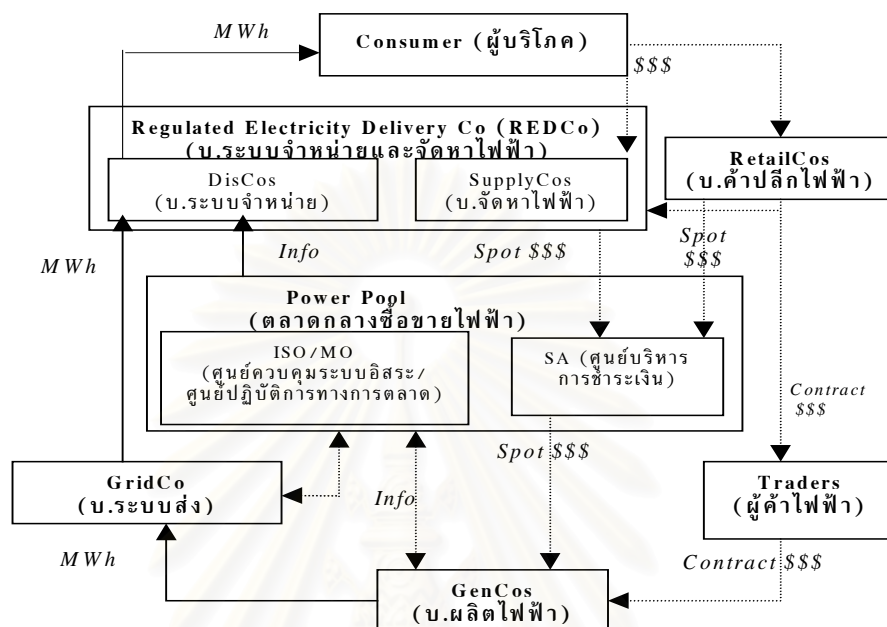 MWh
Consumer (ผู้บริโภค)
$$$
Regulated Electricity Delivery Co (REDCo)
(บ.ระบบจำหน่ายและจัดหาไฟฟ้า)
DisCos
(บ.ระบบจำหน่าย)
SupplyCos
(บ.จัดหาไฟฟ้า)
RetailCos
(บ.ค้าปลีกไฟฟ้า)
MWh
Info
Spot $$$
Spot
$$$
Power Pool
(ตลาดกลางซื้อขายไฟฟ้า)
ISO/MO
(ศูนย์ควบคุมระบบอิสระ/
ศูนย์ปฏิบัติการทางการตลาด)
SA (ศูนย์บริหาร
การชำระเงิน)
Contract
$$$
Spot $$$
GridCo
(บ.ระบบส่ง)
Info
Traders
(ผู้ค้าไฟฟ้า)
MWh
Contract $$$
GenCos
(บ.ผลิตไฟฟ้า)